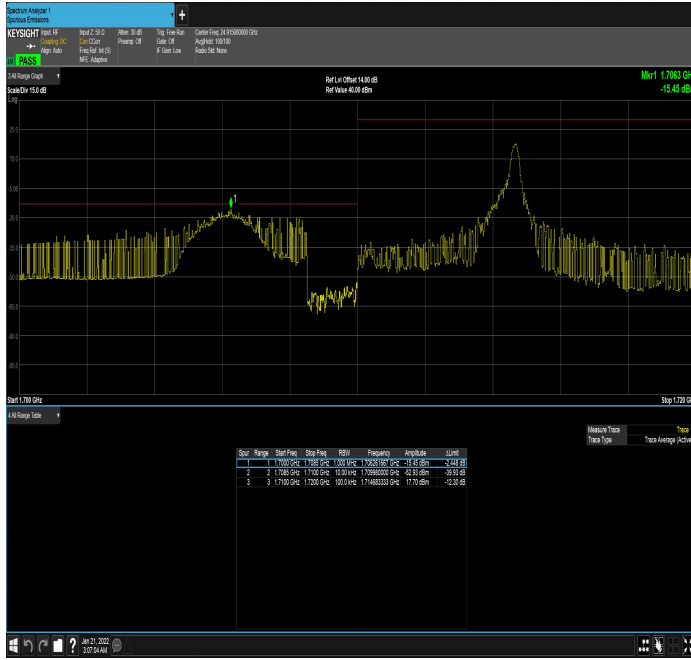 Spectrum Analyzer 1
Spurious Emissions
+
KEYSIGHT Input: RF Input Z: 50 Ω Atten: 30 dB Trig: Free Run Center Freq: 24.915000000 GHz
Coupling: DC Corr CCorr Preamp: Off Gate: Off Avg|Hold: 100/100
Align: Auto Freq Ref: Int (S) IF Gain: Low Radio Std: None
NFE: Adaptive
LXI PASS
3 All Range Graph
Ref Lvl Offset 14.00 dB Mkr1 1.7063 GH
Scale/Div 15.0 dB Ref Value 40.00 dBm -15.45 dB
Log
25.0
10.0
-5.00
-20.0
-35.0
-50.0
-65.0
-80.0
-95.0
1
Start 1.700 GHz Stop 1.720 G
4 All Range Table
Measure Trace Trace
Trace Type Trace Average (Active
Spur Range Start Freq Stop Freq RBW Frequency Amplitude ΔLimit
1 1 1.7000 GHz 1.7085 GHz 1.000 MHz 1.706261667 GHz -15.45 dBm -2.448 dB
2 2 1.7085 GHz 1.7100 GHz 10.00 kHz 1.709980000 GHz -52.93 dBm -39.93 dB
3 3 1.7100 GHz 1.7200 GHz 100.0 kHz 1.714683333 GHz 17.70 dBm -12.30 dB
?
Jan 21, 2022
3:07:04 AM